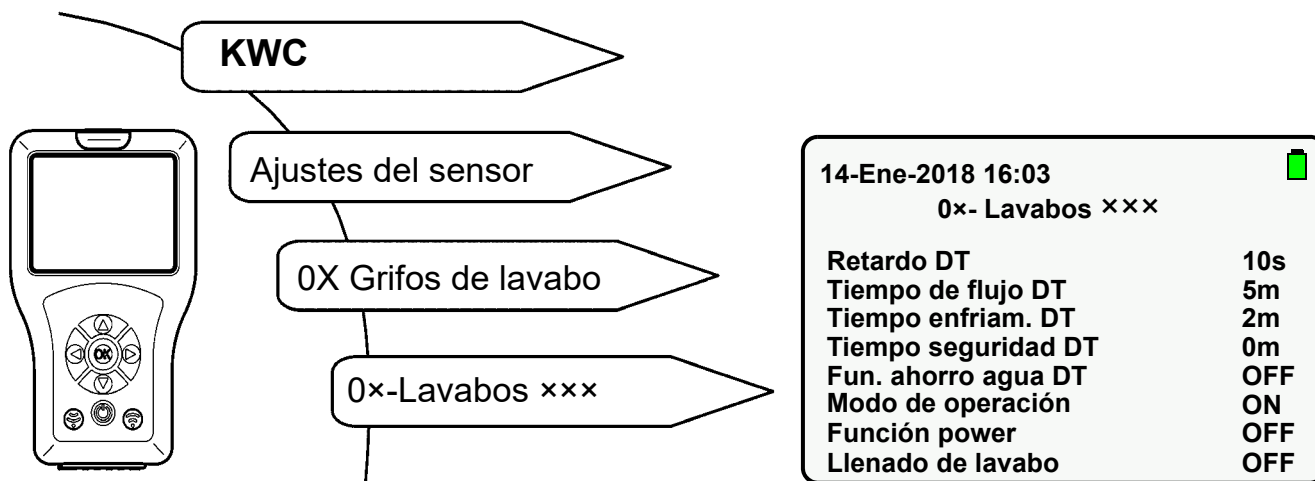 KWC
Ajustes del sensor
0X Grifos de lavabo
0×-Lavabos ×××
OK
14-Ene-2018 16:03
0×- Lavabos ×××
Retardo DT 10s
Tiempo de flujo DT 5m
Tiempo enfriam. DT 2m
Tiempo seguridad DT 0m
Fun. ahorro agua DT OFF
Modo de operación ON
Función power OFF
Llenado de lavabo OFF